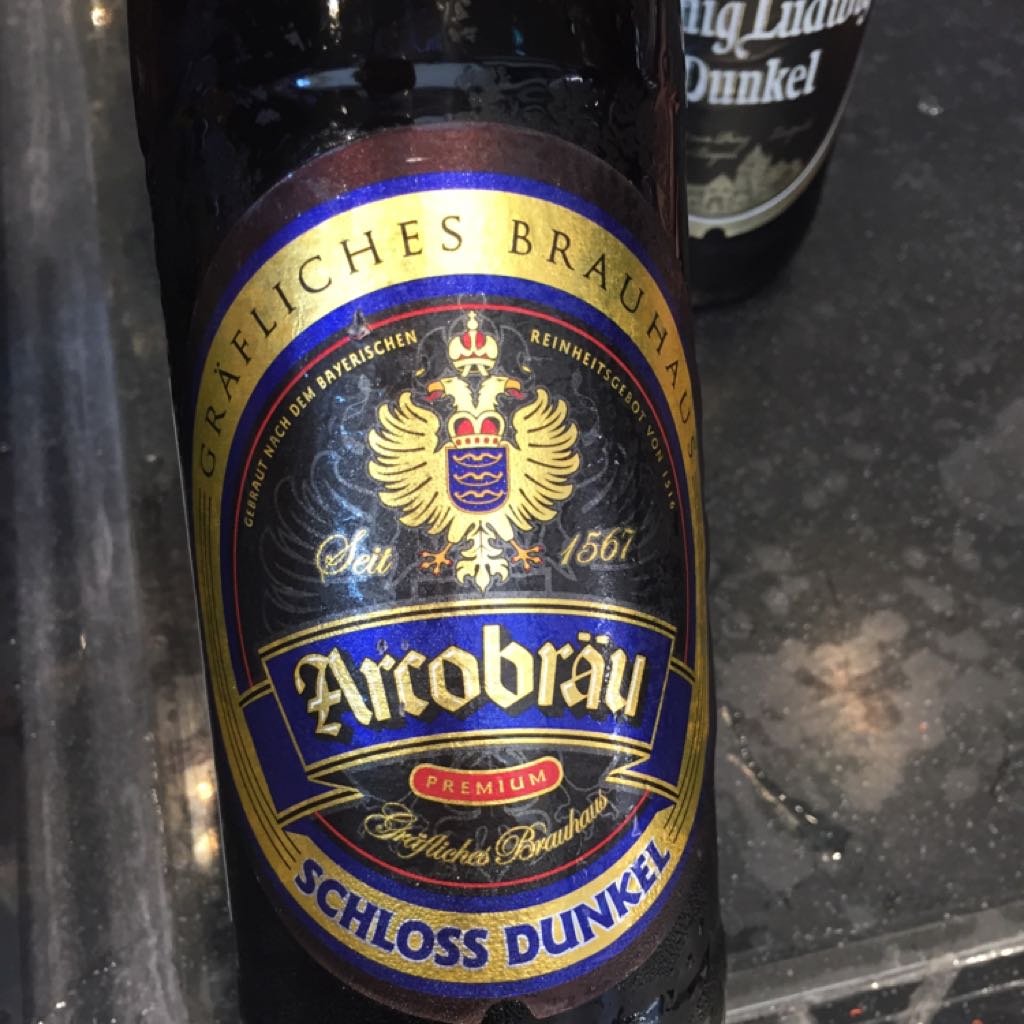 GRÄFLICHES BRAUHAUS
GEBRAUT NACH DEM BAYERISCHEN REINHEITSGEBOT VON 1516
Seit 1567
Arcobräu
PREMIUM
Gräfliches Brauhaus
SCHLOSS DUNKEL
Dunkel